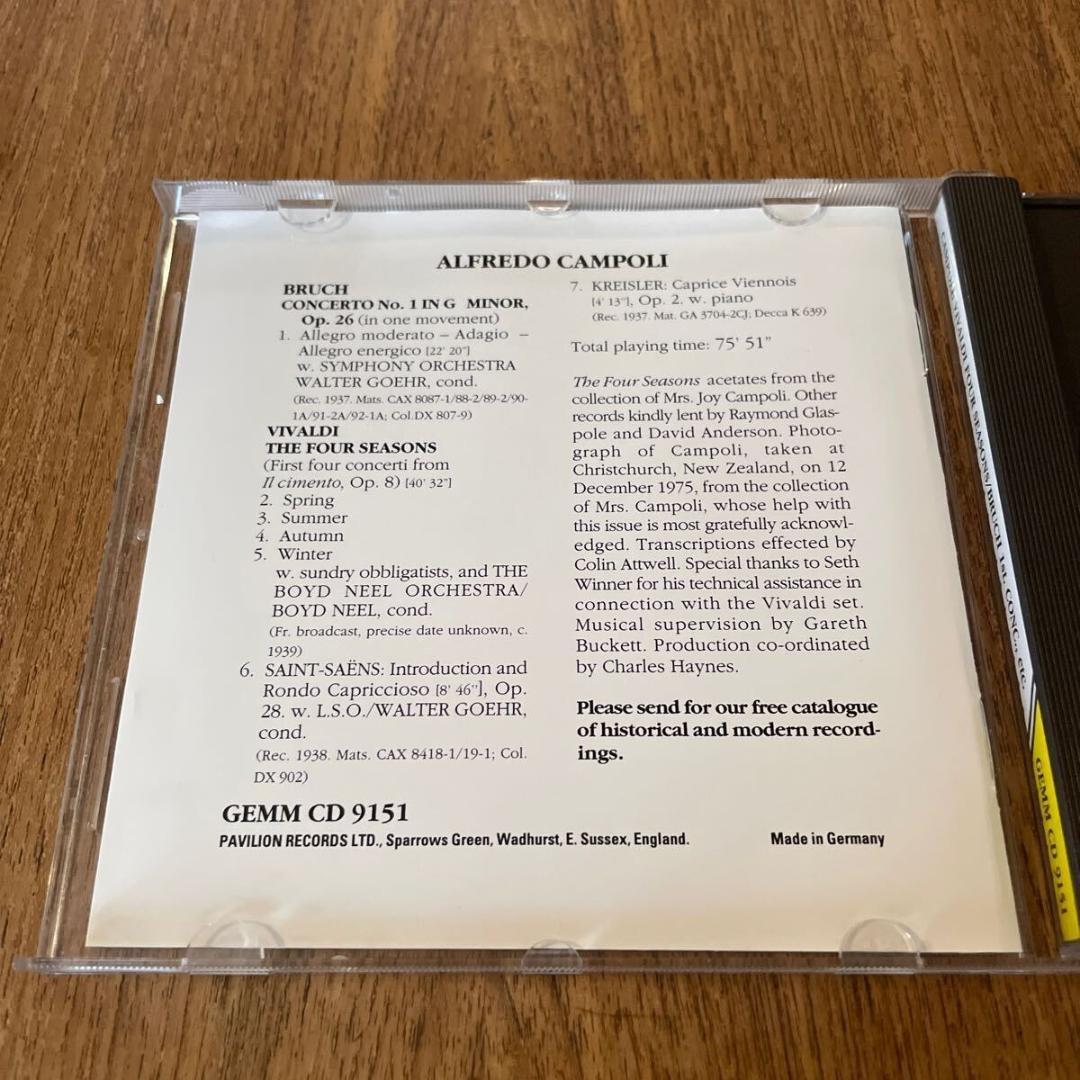 ALFREDO CAMPOLI
BRUCH
CONCERTO No. 1 IN G MINOR,
Op. 26 (in one movement)
1. Allegro moderato – Adagio –
Allegro energico [22' 20"]
w. SYMPHONY ORCHESTRA
WALTER GOEHR, cond.
(Rec. 1937. Mats. CAX 8087-1/88-2/89-2/90-
1A/91-2A/92-1A; Col.DX 807-9)
VIVALDI
THE FOUR SEASONS
(First four concerti from
Il cimento, Op. 8) [40' 32"]
2. Spring
3. Summer
4. Autumn
5. Winter
w. sundry obbligatists, and THE
BOYD NEEL ORCHESTRA/
BOYD NEEL, cond.
(Fr. broadcast, precise date unknown, c.
1939)
6. SAINT-SAËNS: Introduction and
Rondo Capriccioso [8' 46"], Op.
28. w. L.S.O./WALTER GOEHR,
cond.
(Rec. 1938. Mats. CAX 8418-1/19-1; Col.
DX 902)
7. KREISLER: Caprice Viennois
[4' 13"], Op. 2. w. piano
(Rec. 1937. Mat. GA 3704-2CJ; Decca K 639)
Total playing time: 75' 51"
The Four Seasons acetates from the
collection of Mrs. Joy Campoli. Other
records kindly lent by Raymond Glas-
pole and David Anderson. Photo-
graph of Campoli, taken at
Christchurch, New Zealand, on 12
December 1975, from the collection
of Mrs. Campoli, whose help with
this issue is most gratefully acknowl-
edged. Transcriptions effected by
Colin Attwell. Special thanks to Seth
Winner for his technical assistance in
connection with the Vivaldi set.
Musical supervision by Gareth
Buckett. Production co-ordinated
by Charles Haynes.
Please send for our free catalogue
of historical and modern record-
ings.
GEMM CD 9151
PAVILION RECORDS LTD., Sparrows Green, Wadhurst, E. Sussex, England.
Made in Germany
CAMPOLI: VIVALDI FOUR SEASONS/BRUCH 1st. CONC., etc.
GEMM CD 9151